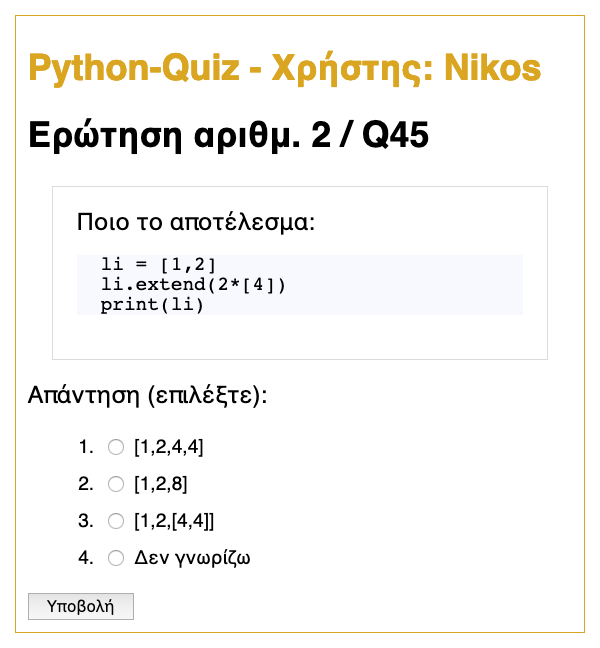 Python-Quiz - Χρήστης: Nikos
Ερώτηση αριθμ. 2 / Q45
Ποιο το αποτέλεσμα:
li = [1,2]
li.extend(2*[4])
print(li)
Απάντηση (επιλέξτε):
1. [1,2,4,4]
2. [1,2,8]
3. [1,2,[4,4]]
4. Δεν γνωρίζω
Υποβολή